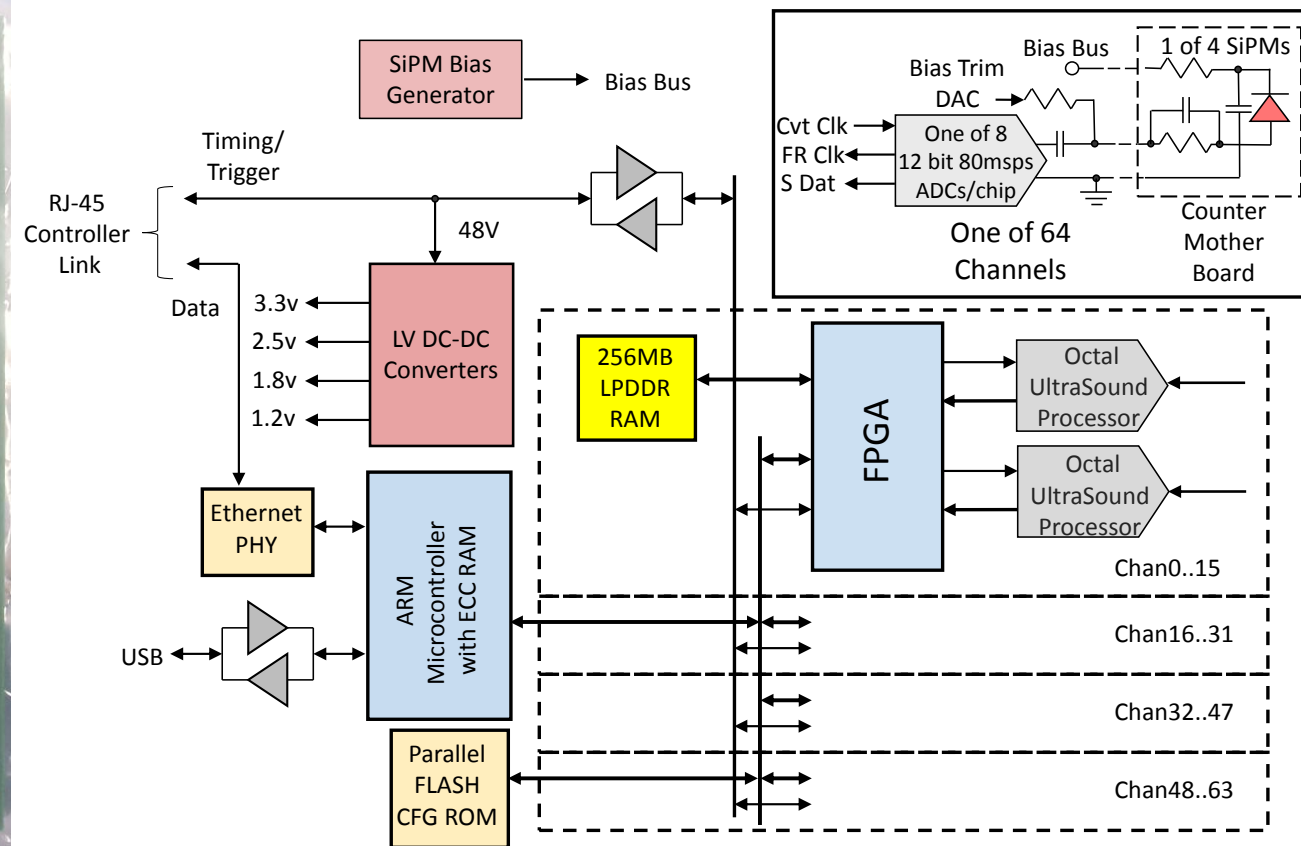 SiPM Bias
Generator
Bias Bus
Timing/
Trigger
RJ-45
Controller
Link
Data
48V
3.3v
2.5v
1.8v
1.2v
LV DC-DC
Converters
Ethernet
PHY
ARM
Microcontroller
with ECC RAM
USB
Parallel
FLASH
CFG ROM
Bias Bus
1 of 4 SiPMs
Bias Trim
DAC
Cvt Clk
FR Clk
S Dat
One of 8
12 bit 80msps
ADCs/chip
One of 64
Channels
Counter
Mother
Board
256MB
LPDDR
RAM
FPGA
Octal
UltraSound
Processor
Octal
UltraSound
Processor
Chan0..15
Chan16..31
Chan32..47
Chan48..63